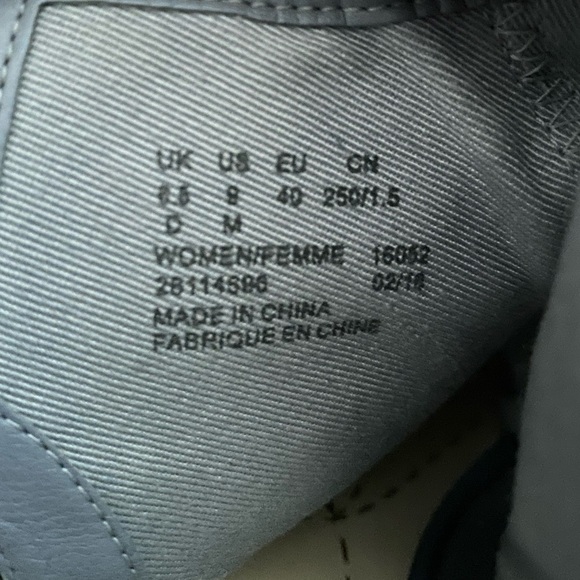 UK US EU CN
6.5 9 40 250/1.5
D M
WOMEN/FEMME 16052
26114596 02/18
MADE IN CHINA
FABRIQUE EN CHINE